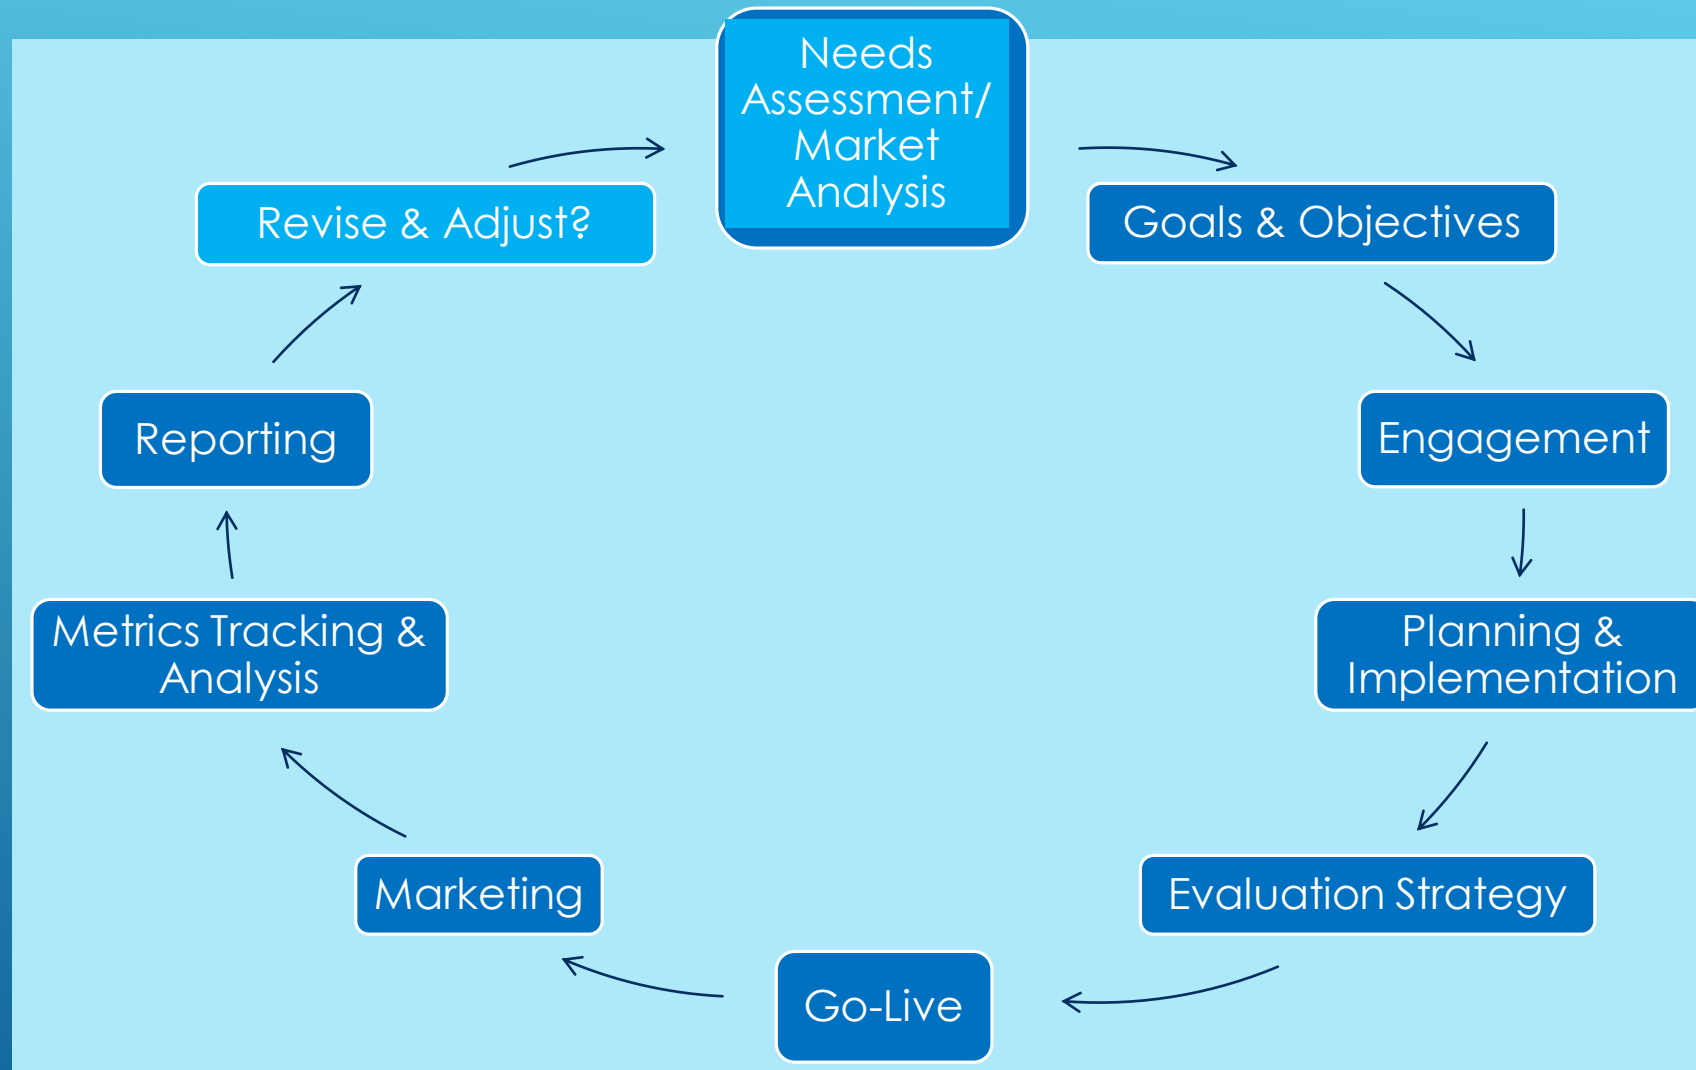 Needs
Assessment/
Market
Analysis
Goals & Objectives
Engagement
Planning &
Implementation
Evaluation Strategy
Go-Live
Marketing
Metrics Tracking &
Analysis
Reporting
Revise & Adjust?